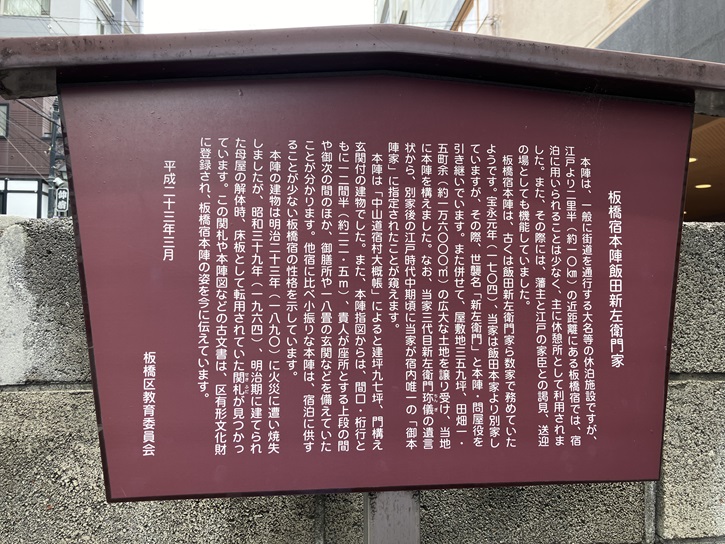 板橋宿本陣飯田新左衛門家
本陣は、一般に街道を通行する大名等の休泊施設ですが、
江戸より二里半（約一〇㎞）の近距離にある板橋宿では、宿
泊に用いられることは少なく、主に休憩所として利用されま
した。また、その際には、藩主と江戸の家臣との謁見、送迎
の場としても機能していました。
板橋宿本陣は、古くは飯田新左衛門家ら数家で務めていた
ようです。宝永元年（一七〇四）、当家は飯田本家より別家し
ていますが、その際、世襲名「新左衛門」と本陣・問屋役を
引き継いでいます。また併せて、屋敷地三五九坪、田畑一・
五町余（約一万六〇〇〇㎡）の広大な土地を譲り受け、当地
に本陣を構えました。なお、当家三代目新左衛門珎儀の遺言
状から、別家後の江戸時代中期頃に当家が宿内唯一の「御本
陣家」に指定されたことが窺えます。
本陣は「中山道宿村大概帳」によると建坪九七坪、門構え
玄関付の建物でした。また、本陣指図からは、間口・桁行と
もに一二間半（約二二・五ｍ）、貴人が座所とする上段の間
や御次の間のほか、御膳所や一八畳の玄関などを備えていた
ことが分かります。他宿に比べ小振りな本陣は、宿泊に供す
ることが少ない板橋宿の性格を示しています。
本陣の建物は明治二十三年（一八九〇）に火災に遭い焼失
しましたが、昭和三十九年（一九六四）、明治期に建てられ
た母屋の解体時、床板として転用されていた関札が見つかっ
ています。この関札や本陣図などの古文書は、区有形文化財
に登録され、板橋宿本陣の姿を今に伝えています。
平成二十三年三月
板橋区教育委員会